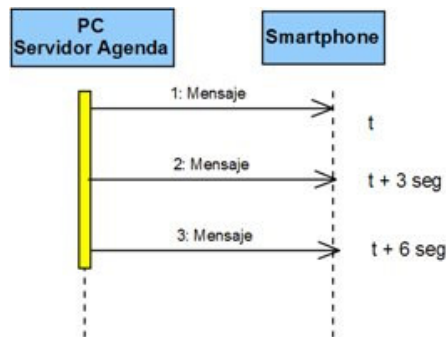 PC
Servidor Agenda
Smartphone
1: Mensaje
t
2: Mensaje
t + 3 seg
3: Mensaje
t + 6 seg